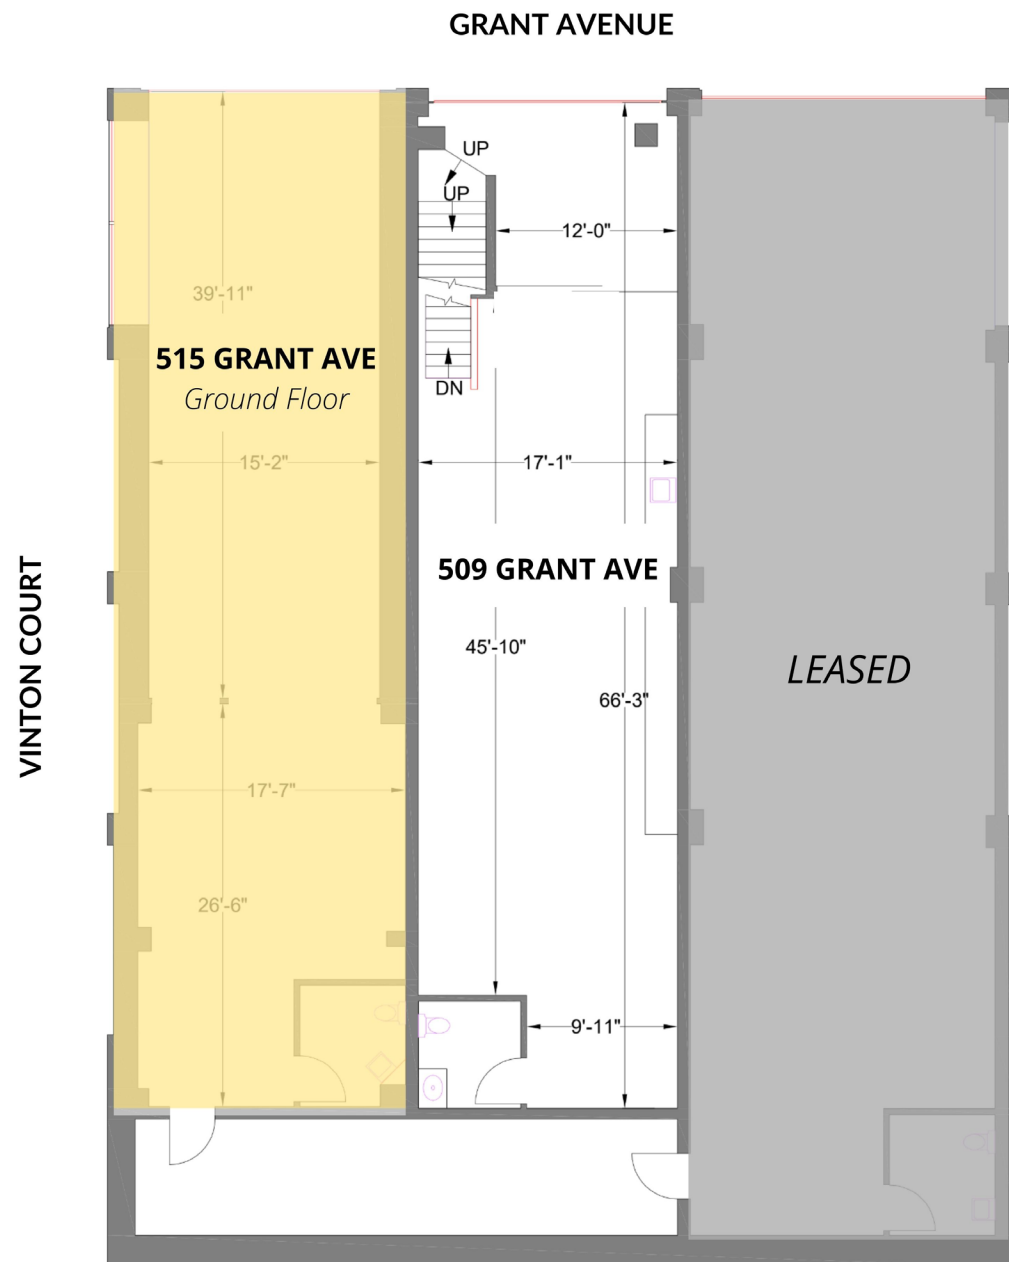 GRANT AVENUE
UP
UP
12'-0"
39'-11"
515 GRANT AVE
Ground Floor
DN
15'-2"
17'-1"
509 GRANT AVE
VINTON COURT
45'-10"
LEASED
66'-3"
17'-7"
26'-6"
9'-11"